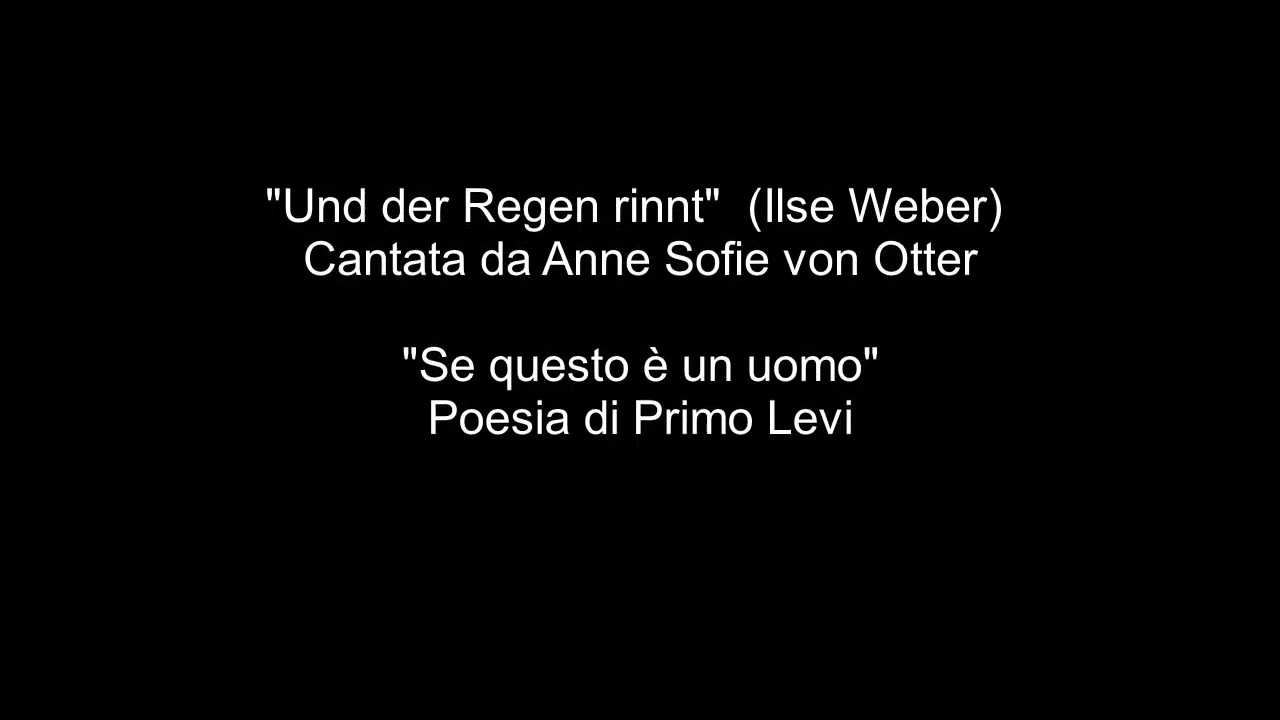 "Und der Regen rinnt"  (Ilse Weber)
Cantata da Anne Sofie von Otter
"Se questo è un uomo"
Poesia di Primo Levi